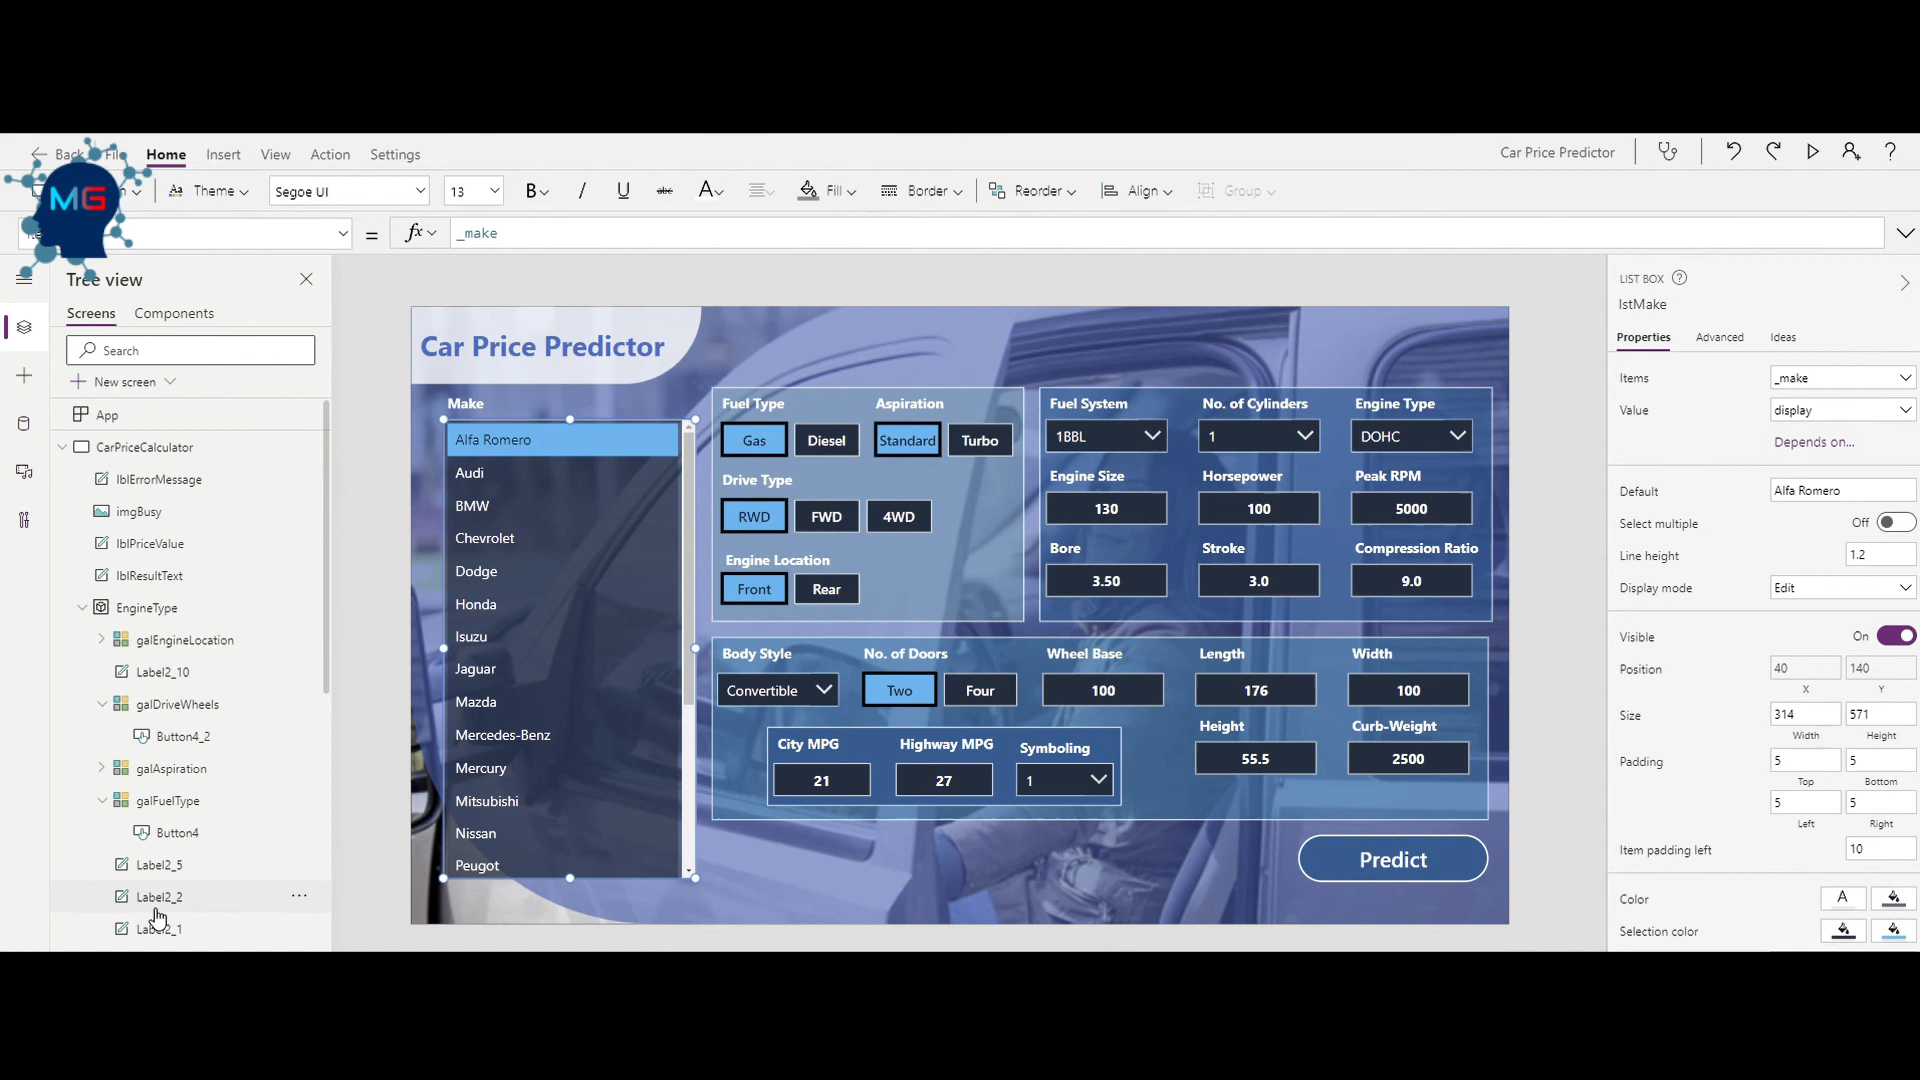 Back File Home Insert View Action Settings
Car Price Predictor
MG
Theme
Segoe UI
13
B
I
U
abc
A
Fill
Border
Reorder
Align
Group
= fx _make
Tree view
Screens Components
Search
New screen
App
CarPriceCalculator
lblErrorMessage
imgBusy
lblPriceValue
lblResultText
EngineType
galEngineLocation
Label2_10
galDriveWheels
Button4_2
galAspiration
galFuelType
Button4
Label2_5
Label2_2
Label2_1
Car Price Predictor
Make
Alfa Romero
Audi
BMW
Chevrolet
Dodge
Honda
Isuzu
Jaguar
Mazda
Mercedes-Benz
Mercury
Mitsubishi
Nissan
Peugot
Fuel Type Aspiration
Gas Diesel Standard Turbo
Drive Type
RWD FWD 4WD
Engine Location
Front Rear
Fuel System No. of Cylinders Engine Type
1BBL 1 DOHC
Engine Size Horsepower Peak RPM
130 100 5000
Bore Stroke Compression Ratio
3.50 3.0 9.0
Body Style No. of Doors Wheel Base Length Width
Convertible Two Four 100 176 100
Height Curb-Weight
55.5 2500
City MPG Highway MPG Symboling
21 27 1
Predict
LIST BOX
lstMake
Properties Advanced Ideas
Items _make
Value display
Depends on...
Default Alfa Romero
Select multiple Off
Line height 1.2
Display mode Edit
Visible On
Position 40 140
X Y
Size 314 571
Width Height
Padding 5 5
Top Bottom
5 5
Left Right
Item padding left 10
Color A
Selection color